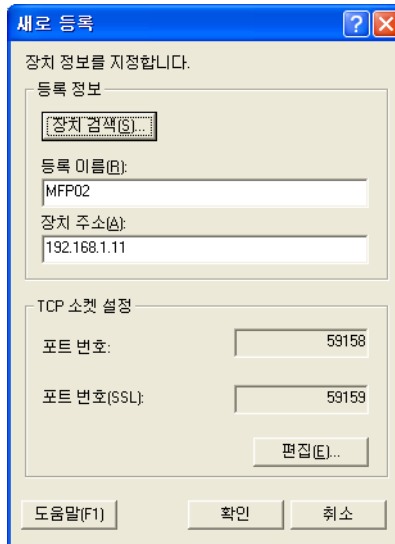 새로 등록
장치 정보를 지정합니다.
등록 정보
장치 검색(S)...
등록 이름(R):
MFP02
장치 주소(A):
192.168.1.11
TCP 소켓 설정
포트 번호: 59158
포트 번호(SSL): 59159
편집(E)...
도움말(F1) 확인 취소